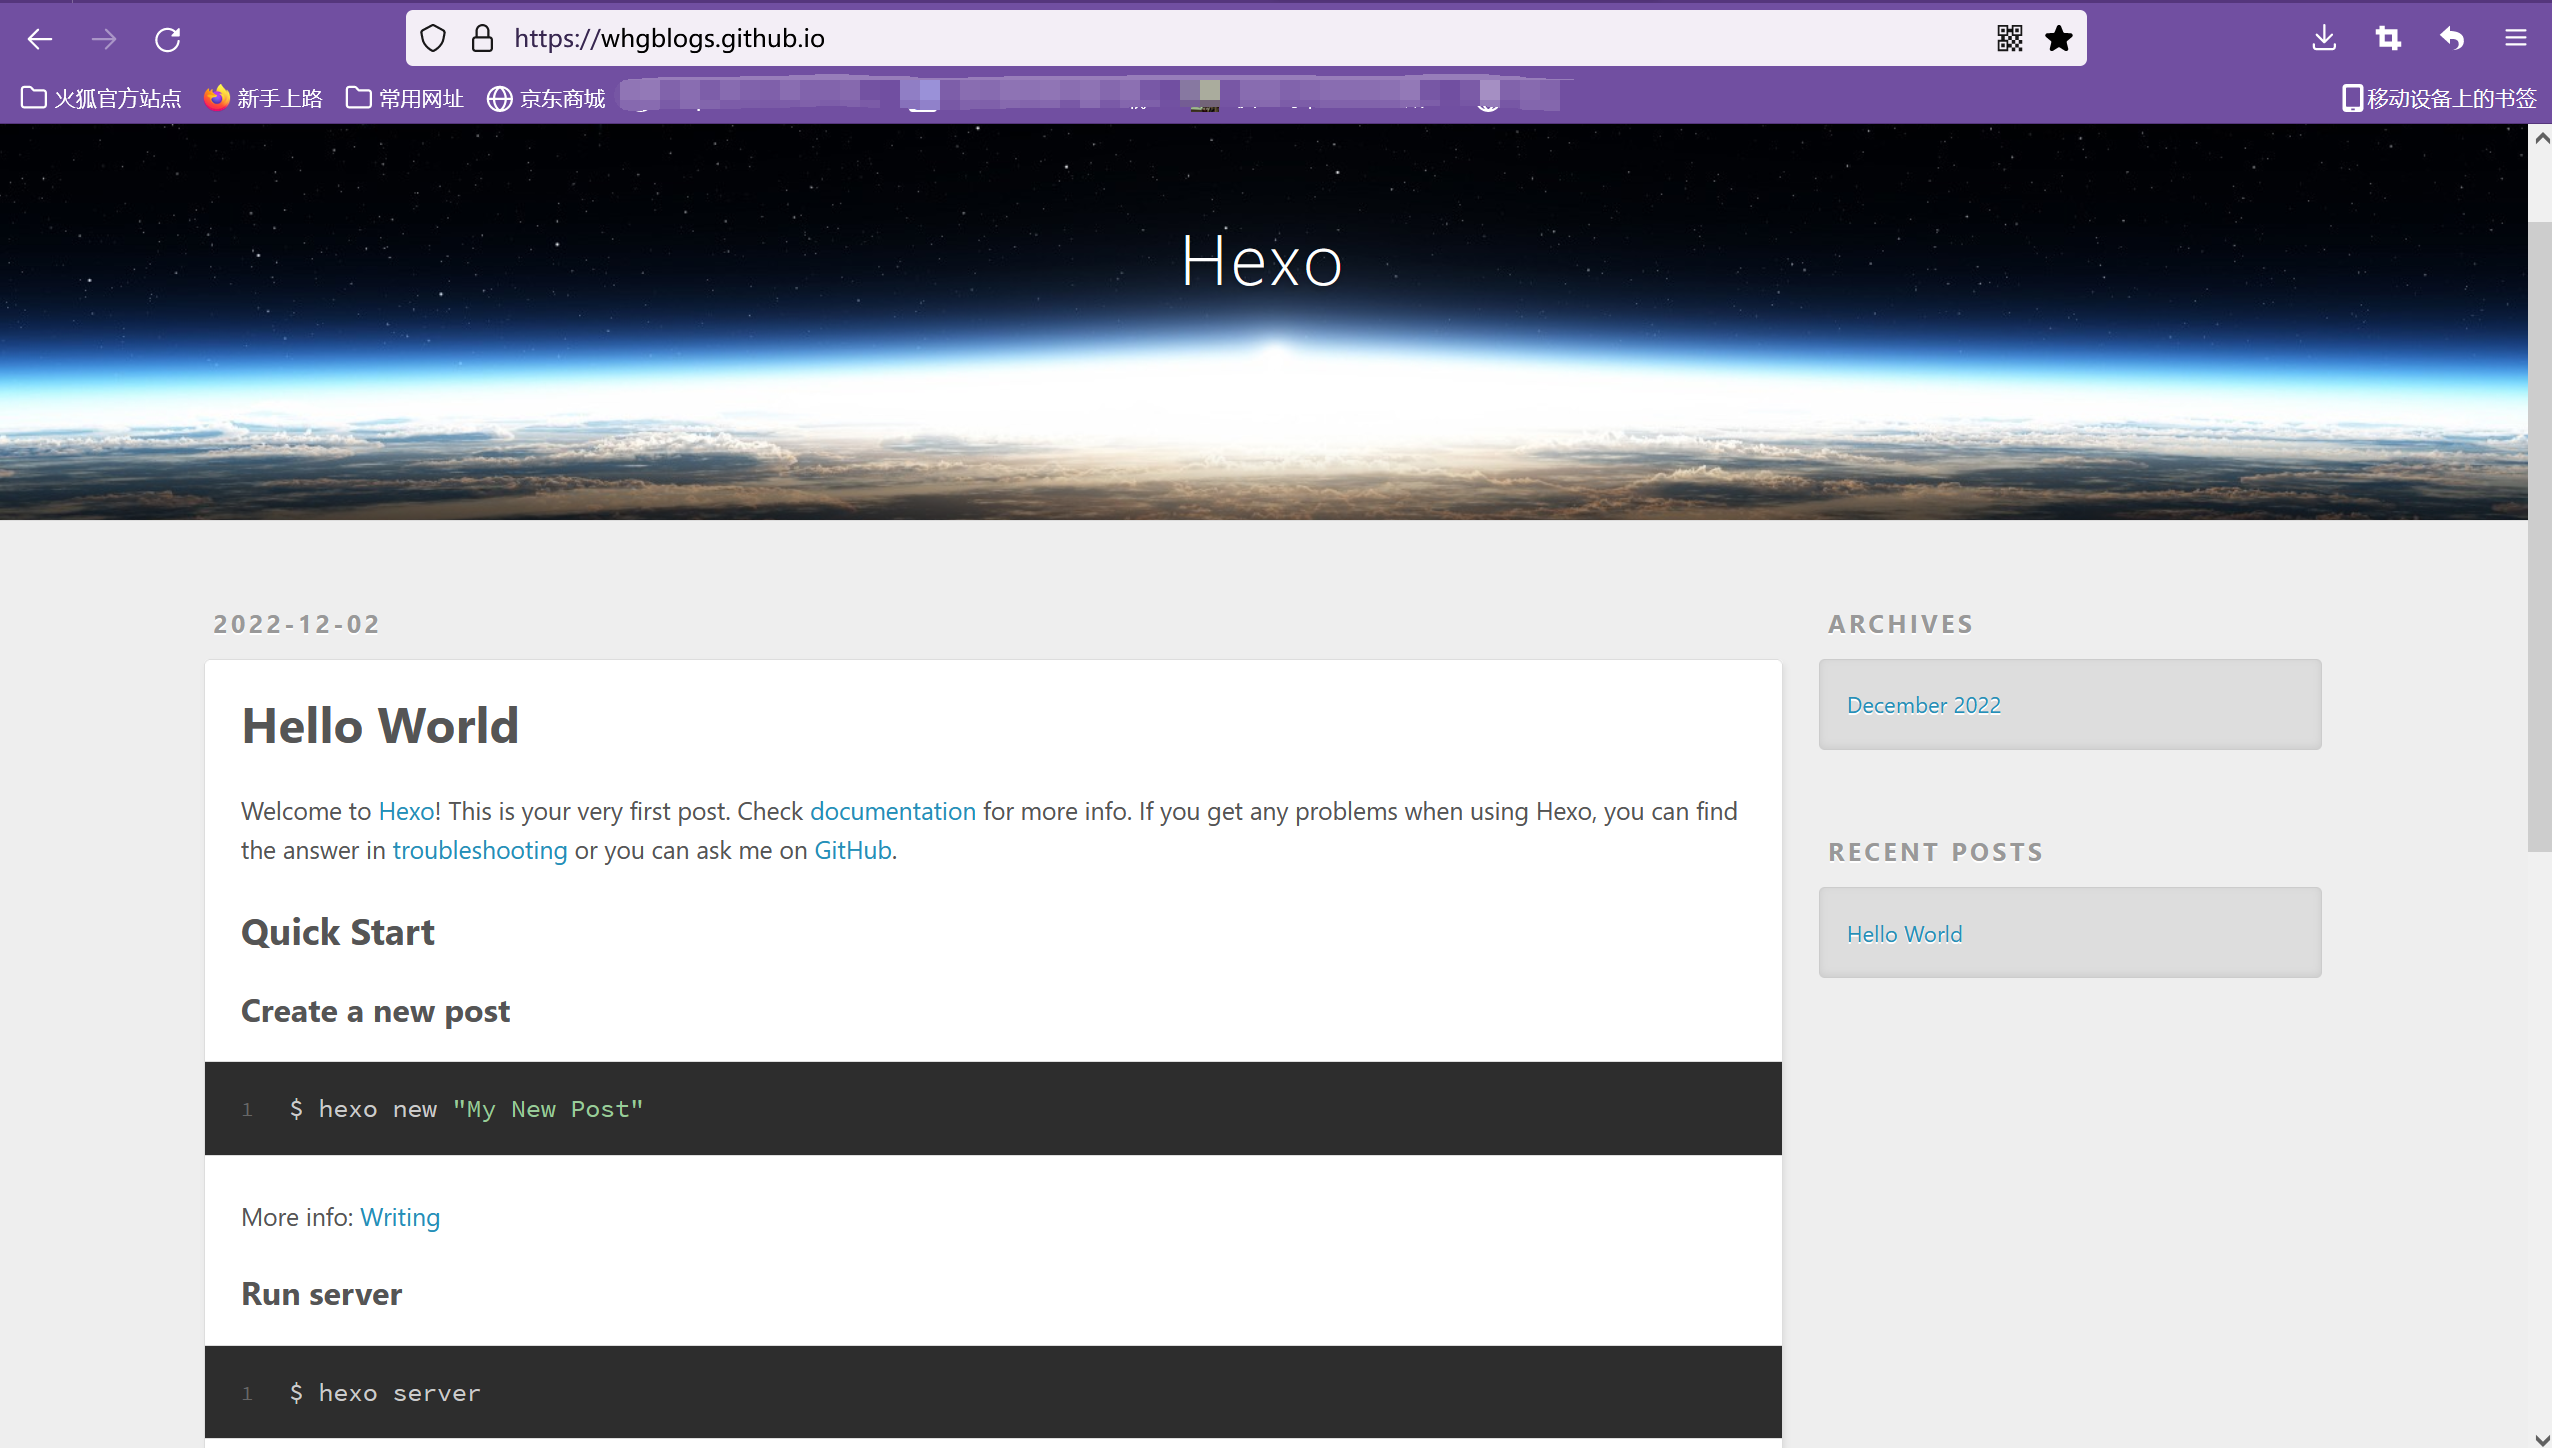 https://whgblogs.github.io
火狐官方站点 新手上路 常用网址 京东商城 移动设备上的书签
Hexo
2022-12-02
Hello World
Welcome to Hexo! This is your very first post. Check documentation for more info. If you get any problems when using Hexo, you can find
the answer in troubleshooting or you can ask me on GitHub.
Quick Start
Create a new post
1 $ hexo new "My New Post"
More info: Writing
Run server
1 $ hexo server
ARCHIVES
December 2022
RECENT POSTS
Hello World